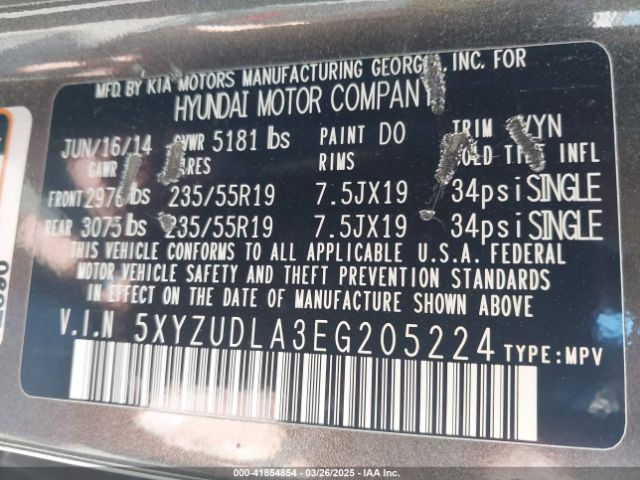 MFD. BY KIA MOTORS MANUFACTURING GEORGIA, INC. FOR
HYUNDAI MOTOR COMPANY
JUN/16/14 GVWR 5181 lbs PAINT DO TRIM VYN
GAWR RIMS COLD TIRE INFL
FRONT 2976 lbs 235/55R19 7.5JX19 34psi SINGLE
REAR 3075 lbs 235/55R19 7.5JX19 34psi SINGLE
THIS VEHICLE CONFORMS TO ALL APPLICABLE U.S.A. FEDERAL
MOTOR VEHICLE SAFETY AND THEFT PREVENTION STANDARDS
IN EFFECT ON THE DATE OF MANUFACTURE SHOWN ABOVE
V.I.N 5XYZUDLA3EG205224 TYPE:MPV
000-41854854 | 03/26/2025 - IAA Inc.